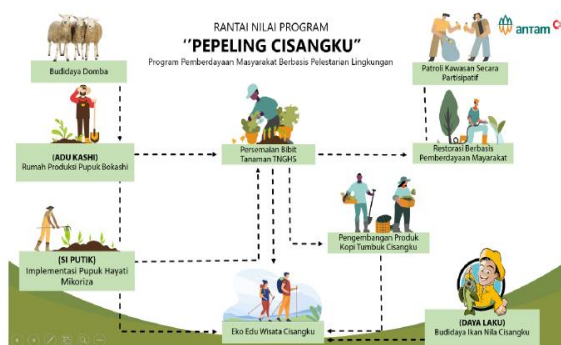 RANTAI NILAI PROGRAM
"PEPELING CISANGKU"
Program Pemberdayaan Masyarakat Berbasis Pelestarian Lingkungan
antam
Budidaya Domba
Patroli Kawasan Secara
Partisipatif
(ADU KASHI)
Rumah Produksi Pupuk Bokashi
Persemaian Bibit
Tanaman TNGHS
Restorasi Berbasis
Pemberdayaan Mayarakat
(SI PUTIK)
Implementasi Pupuk Hayati
Mikoriza
Pengembangan Produk
Kopi Tumbuk Cisangku
Eko Edu Wisata Cisangku
(DAYA LAKU)
Budidaya Ikan Nila Cisangku